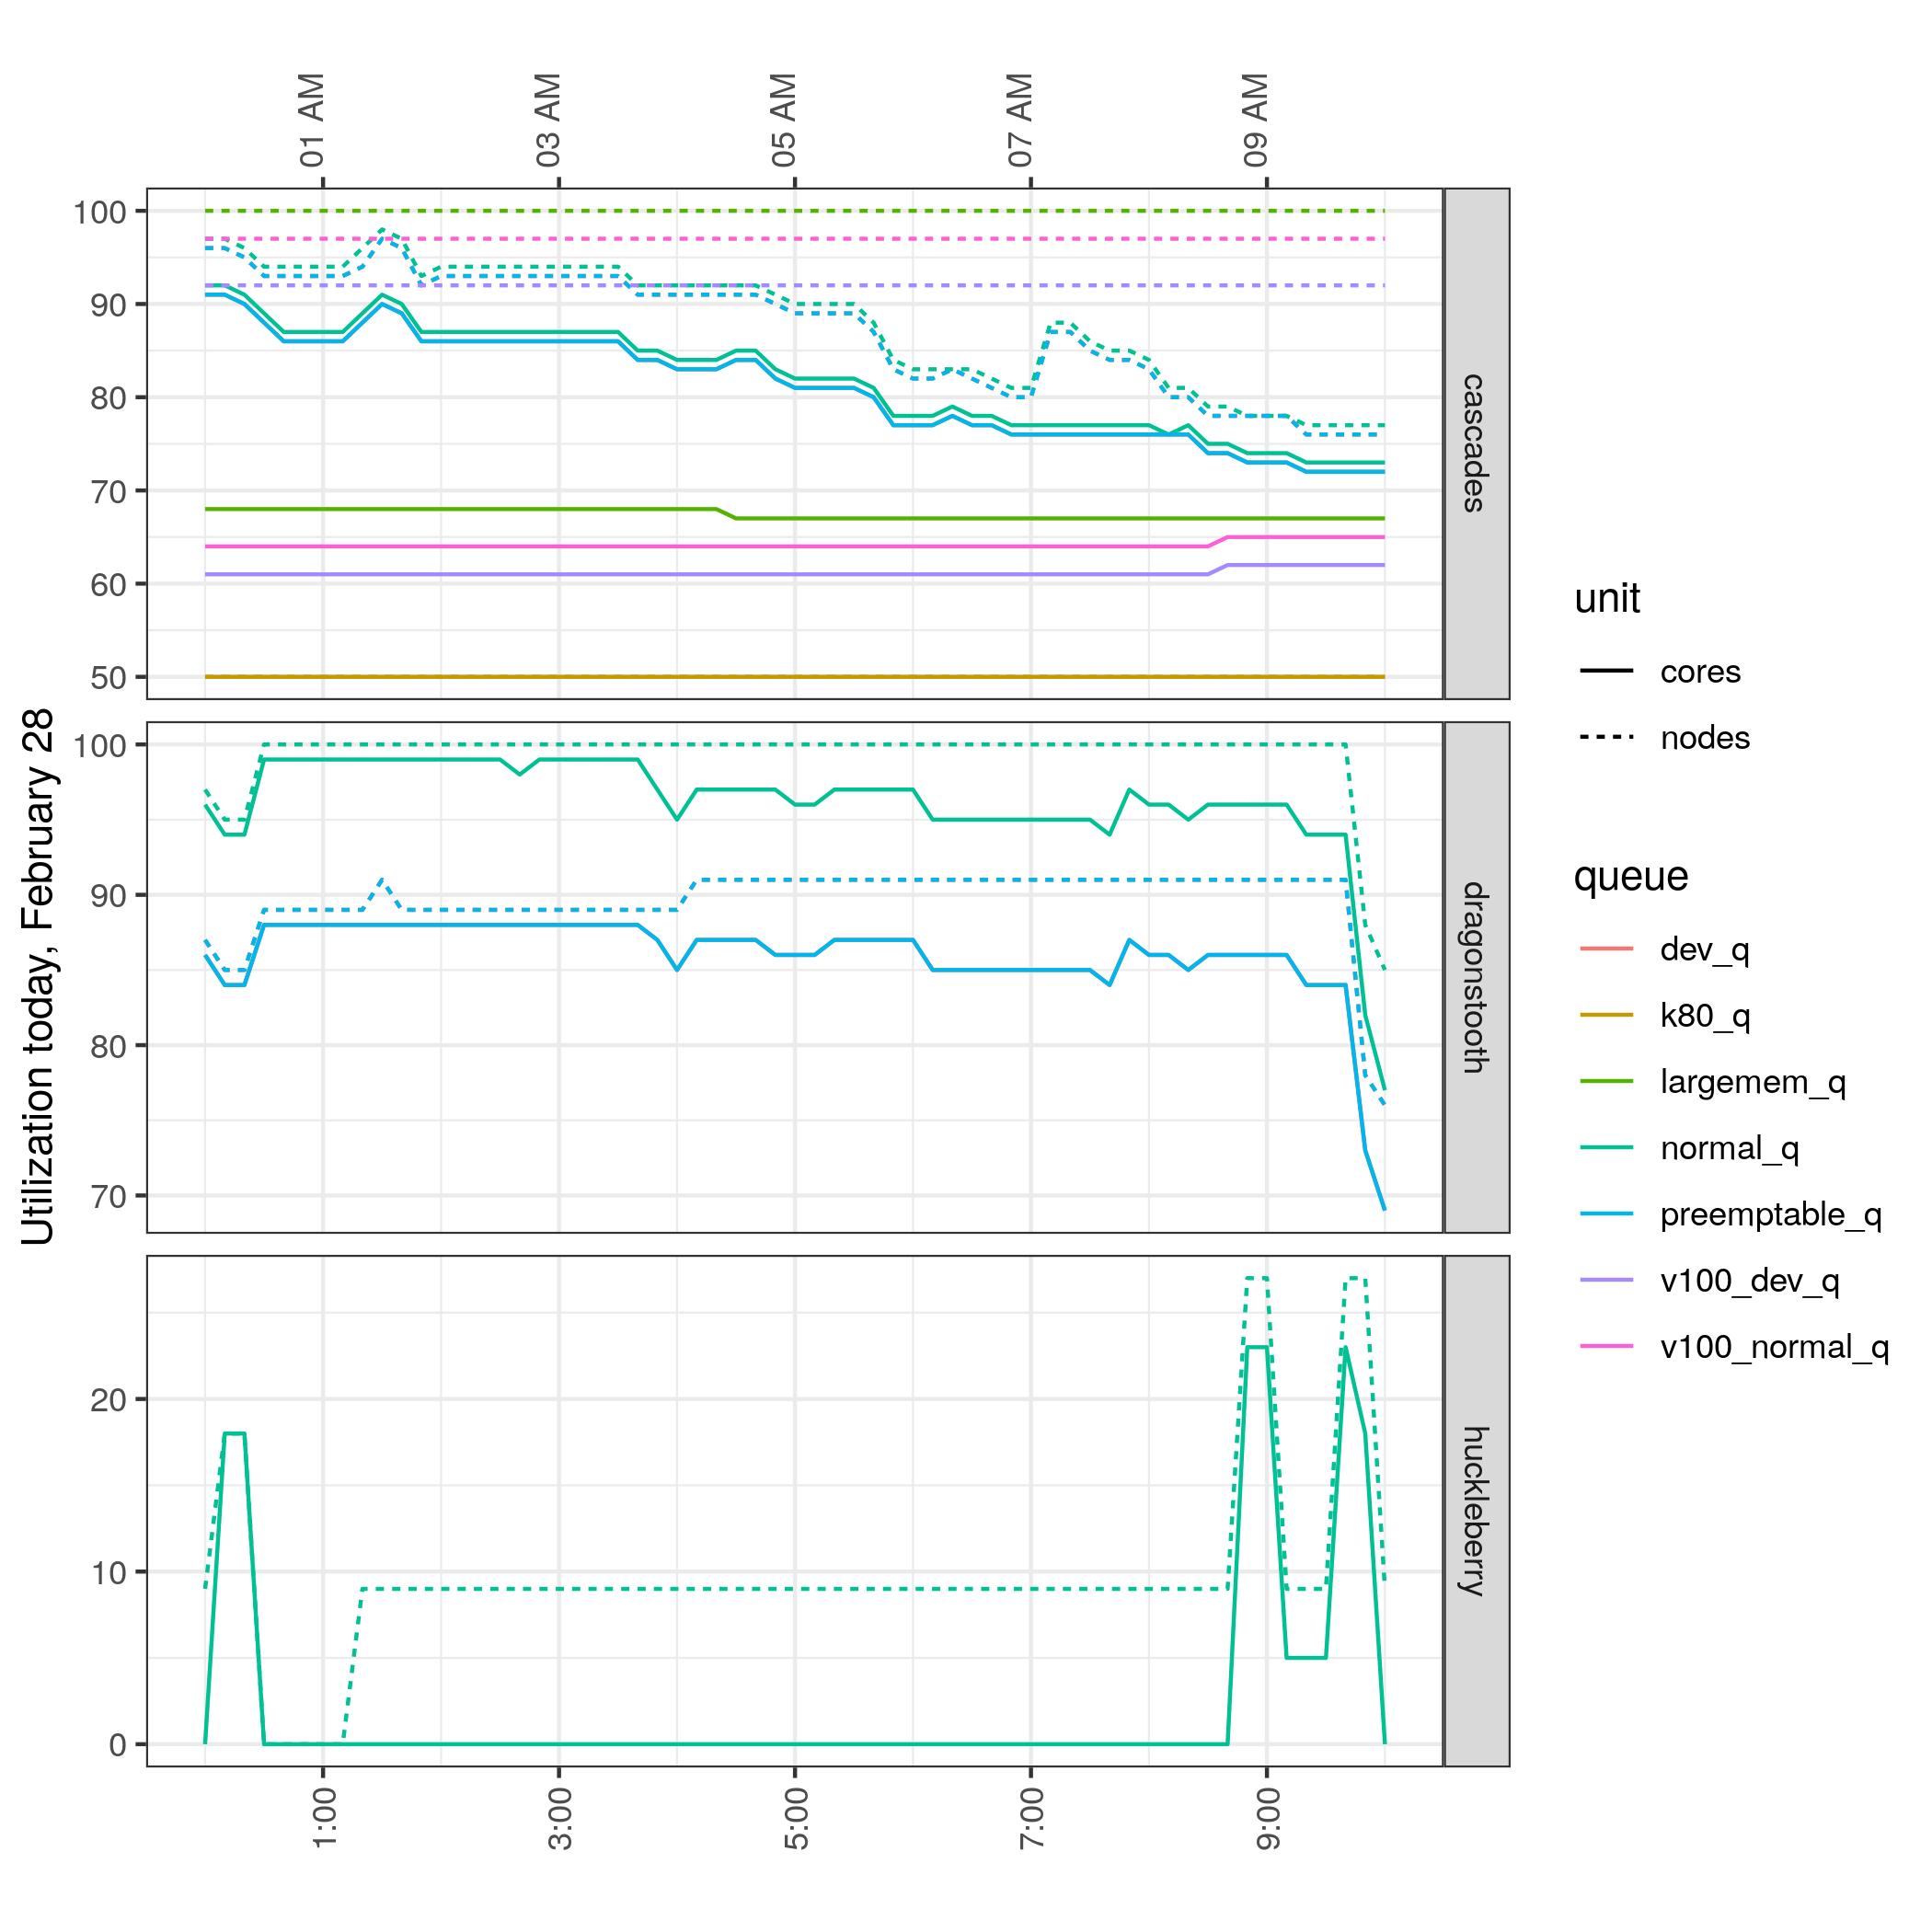 01 AM
03 AM
05 AM
07 AM
09 AM
Utilization today, February 28
100
90
80
70
60
50
cascades
100
90
80
70
dragonstooth
20
10
0
huckleberry
1:00
3:00
5:00
7:00
9:00
unit
cores
nodes
queue
dev_q
k80_q
largemem_q
normal_q
preemptable_q
v100_dev_q
v100_normal_q